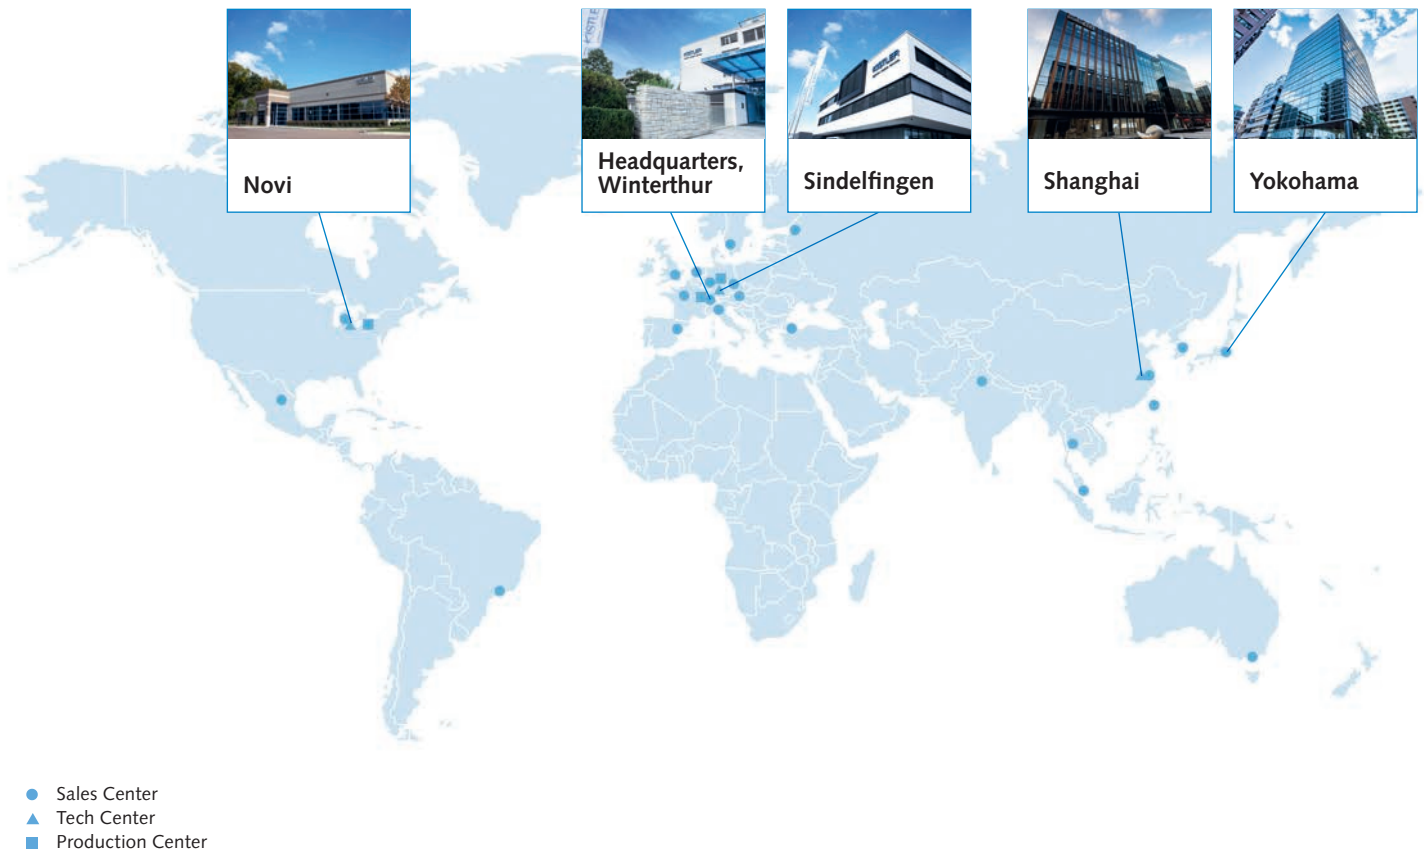 Novi
Headquarters,
Winterthur
Sindelfingen
Shanghai
Yokohama
Sales Center
Tech Center
Production Center